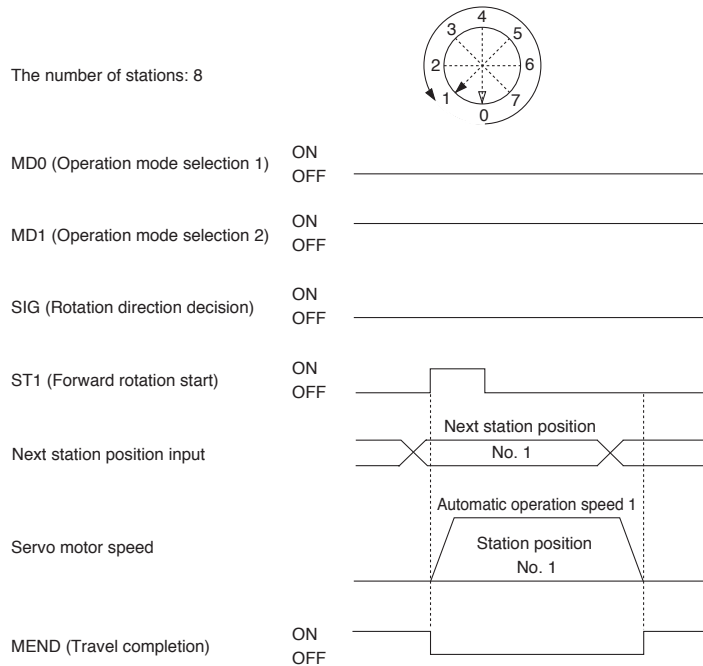 4
3 5
The number of stations: 8
2 6
1 7
0
MD0 (Operation mode selection 1)
ON
OFF
MD1 (Operation mode selection 2)
ON
OFF
SIG (Rotation direction decision)
ON
OFF
ST1 (Forward rotation start)
ON
OFF
Next station position input
Next station position
No. 1
Servo motor speed
Automatic operation speed 1
Station position
No. 1
MEND (Travel completion)
ON
OFF